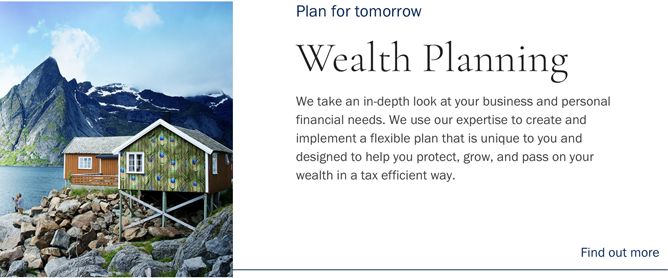 Plan for tomorrow
Wealth Planning
We take an in-depth look at your business and personal
financial needs. We use our expertise to create and
implement a flexible plan that is unique to you and
designed to help you protect, grow, and pass on your
wealth in a tax efficient way.
Find out more